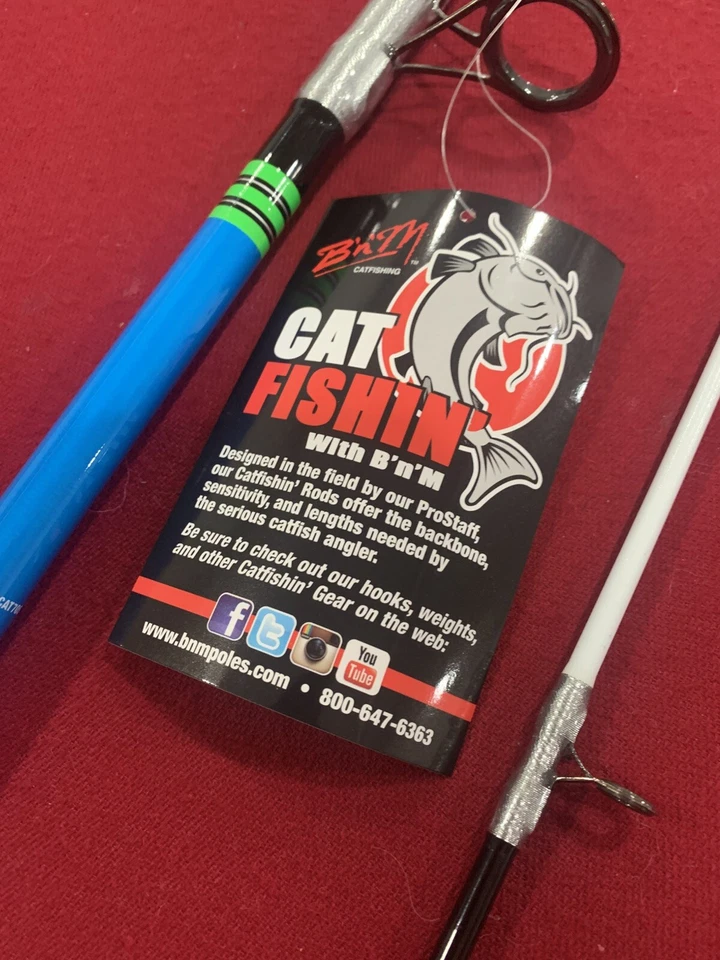 B'n'M™
CATFISHING
CAT
FISHIN'
With B'n'M
Designed in the field by our ProStaff,
our Catfishin' Rods offer the backbone,
sensitivity, and lengths needed by
the serious catfish angler.
Be sure to check out our hooks, weights,
and other Catfishin' Gear on the web:
f
t
You
Tube
www.bnmpoles.com • 800-647-6363